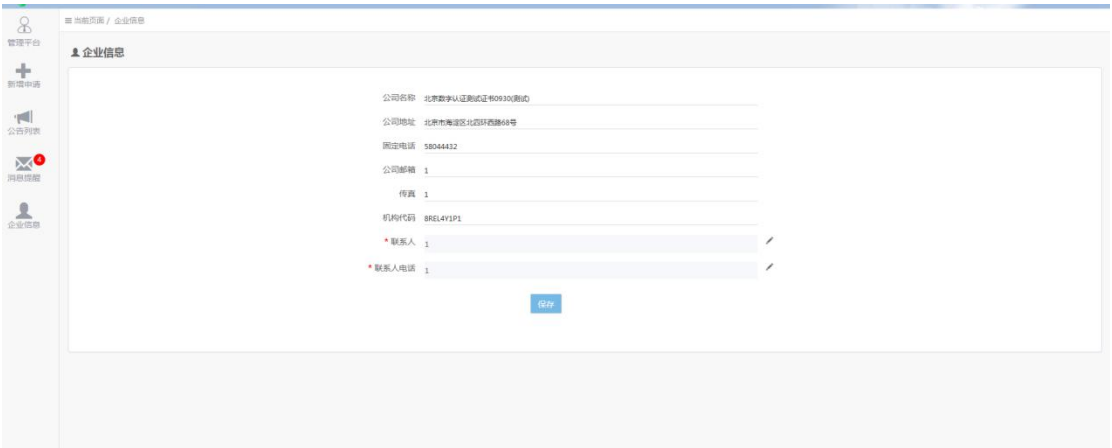 当前页面 / 企业信息
管理平台
新增申请
公告列表
4
消息提醒
企业信息
企业信息
公司名称 北京数字认证测试证书0930(测试)
公司地址 北京市海淀区北四环西路68号
固定电话 58044432
公司邮箱 1
传真 1
机构代码 8REL4Y1P1
* 联系人 1
* 联系人电话 1
保存